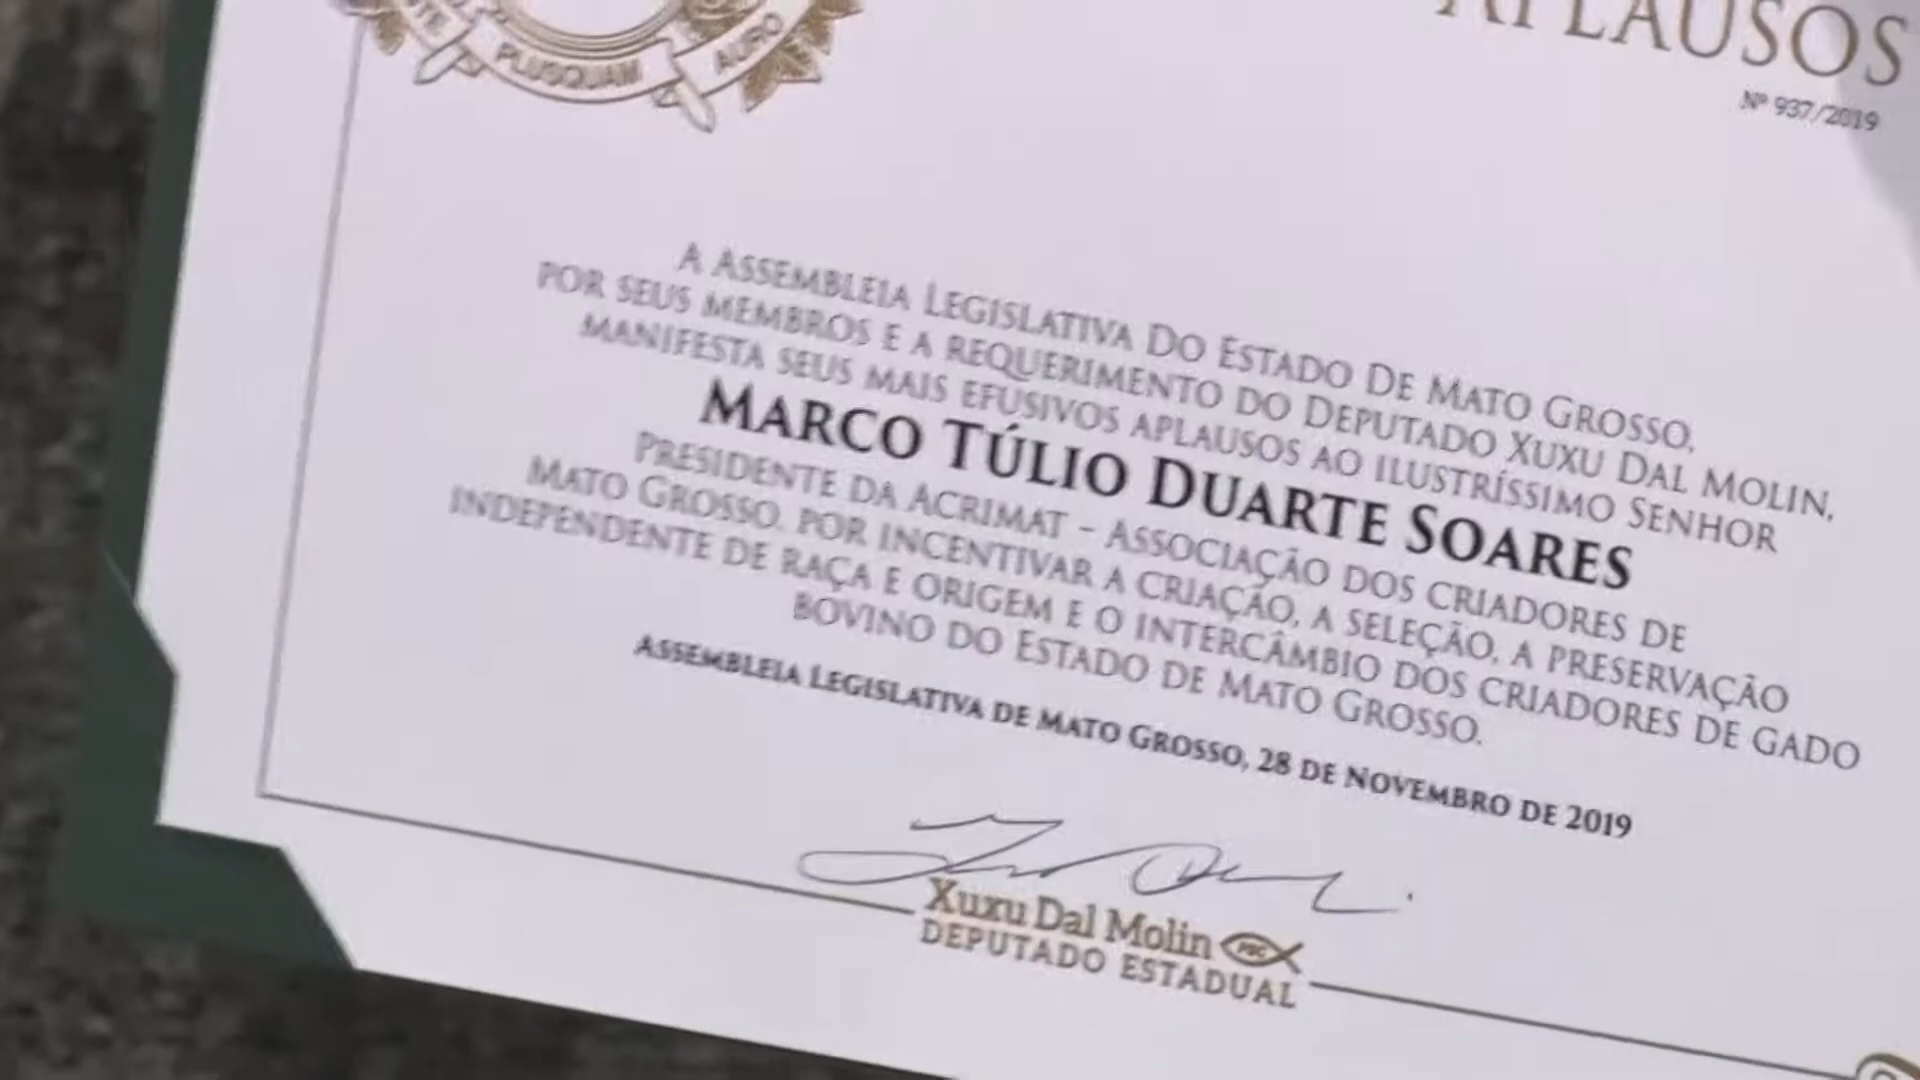 PLUSQUAM AURO
APLAUSOS
Nº 937/2019
A ASSEMBLEIA LEGISLATIVA DO ESTADO DE MATO GROSSO,
POR SEUS MEMBROS E A REQUERIMENTO DO DEPUTADO XUXU DAL MOLIN,
MANIFESTA SEUS MAIS EFUSIVOS APLAUSOS AO ILUSTRÍSSIMO SENHOR
MARCO TÚLIO DUARTE SOARES
PRESIDENTE DA ACRIMAT - ASSOCIAÇÃO DOS CRIADORES DE
MATO GROSSO. POR INCENTIVAR A CRIAÇÃO, A SELEÇÃO, A PRESERVAÇÃO
INDEPENDENTE DE RAÇA E ORIGEM E O INTERCÂMBIO DOS CRIADORES DE GADO
BOVINO DO ESTADO DE MATO GROSSO.
ASSEMBLEIA LEGISLATIVA DE MATO GROSSO, 28 DE NOVEMBRO DE 2019
Xuxu Dal Molin PSC
DEPUTADO ESTADUAL